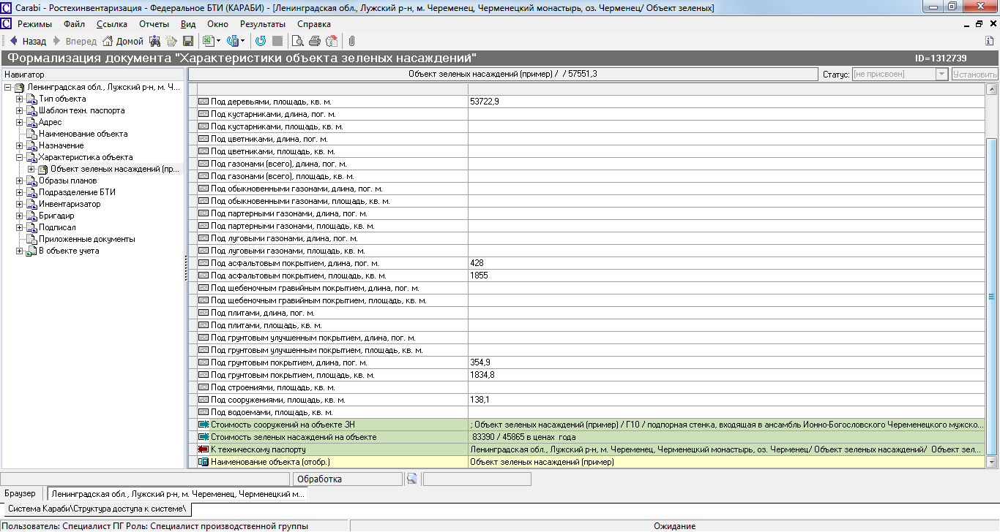 Carabi - Ростехинвентаризация - Федеральное БТИ (КАРАБИ) - [Ленинградская обл., Лужский р-н, м. Череменец, Черменецкий монастырь, оз. Черменец/ Объект зеленых]
Режимы Файл Ссылка Отчеты Вид Окно Результаты Справка
Назад Вперед Домой
Формализация документа "Характеристики объекта зеленых насаждений" ID=1312739
Навигатор
Объект зеленых насаждений (пример) / / 57551,3 Статус: [не присвоен] Установить
Ленинградская обл., Лужский р-н, м. Ч...
Тип объекта
Шаблон техн. паспорта
Адрес
Наименование объекта
Назначение
Характеристика объекта
Объект зеленых насаждений (пр...
Образы планов
Подразделение БТИ
Инвентаризатор
Бригадир
Подписал
Приложенные документы
В объекте учета
Под деревьями, площадь, кв. м. 53722,9
Под кустарниками, длина, пог. м.
Под кустарниками, площадь, кв. м.
Под цветниками, длина, пог. м.
Под цветниками, площадь, кв. м.
Под газонами (всего), длина, пог. м.
Под газонами (всего), площадь, кв. м.
Под обыкновенными газонами, длина, пог. м.
Под обыкновенными газонами, площадь, кв. м.
Под партерными газонами, длина, пог. м.
Под партерными газонами, площадь, кв. м.
Под луговыми газонами, длина, пог. м.
Под луговыми газонами, площадь, кв. м.
Под асфальтовым покрытием, длина, пог. м. 428
Под асфальтовым покрытием, площадь, кв. м. 1855
Под щебеночным гравийным покрытием, длина, пог. м.
Под щебеночным гравийным покрытием, площадь, кв. м.
Под плитами, длина, пог. м.
Под плитами, площадь, кв. м.
Под грунтовым улучшенным покрытием, длина, пог. м.
Под грунтовым улучшенным покрытием, площадь, кв. м.
Под грунтовым покрытием, длина, пог. м. 354,9
Под грунтовым покрытием, площадь, кв. м. 1834,8
Под строениями, площадь, кв. м.
Под сооружениями, площадь, кв. м. 138,1
Под водоемами, площадь, кв. м.
Стоимость сооружений на объекте ЗН ; Объект зеленых насаждений (пример) / Г10 / подпорная стенка, входящая в ансамбль Ионно-Богословского Череменецкого мужско...
Стоимость зеленых насаждений на объекте 83390 / 45865 в ценах года
К техническому паспорту Ленинградская обл., Лужский р-н, м. Череменец, Черменецкий монастырь, оз. Черменец/ Объект зеленых насаждений/ Объект зел...
Наименование объекта (отобр.) Объект зеленых насаждений (пример)
Обработка
Браузер Ленинградская обл., Лужский р-н, м. Череменец, Черменецкий м...
Система Караби\Структура доступа к системе\
Пользователь: Специалист ПГ Роль: Специалист производственной группы Ожидание